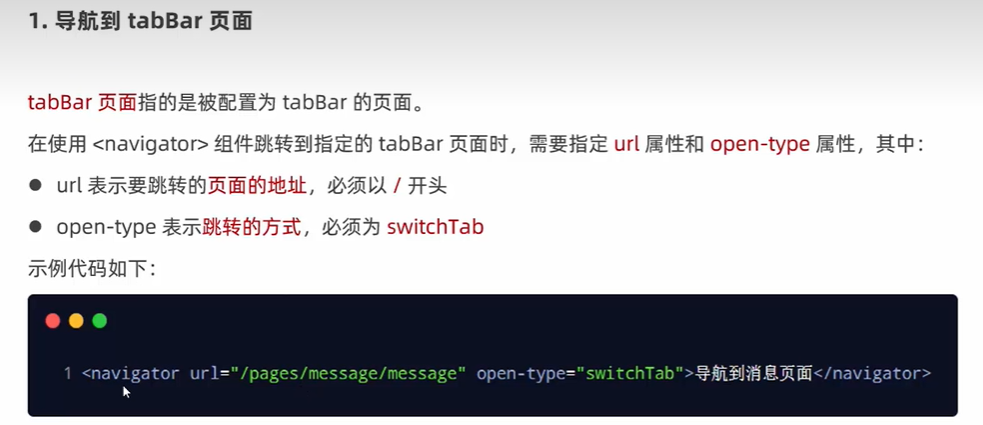 1. 导航到 tabBar 页面
tabBar 页面指的是被配置为 tabBar 的页面。
在使用 <navigator> 组件跳转到指定的 tabBar 页面时，需要指定 url 属性和 open-type 属性，其中：
● url 表示要跳转的页面的地址，必须以 / 开头
● open-type 表示跳转的方式，必须为 switchTab
示例代码如下：
1 <navigator url="/pages/message/message" open-type="switchTab">导航到消息页面</navigator>